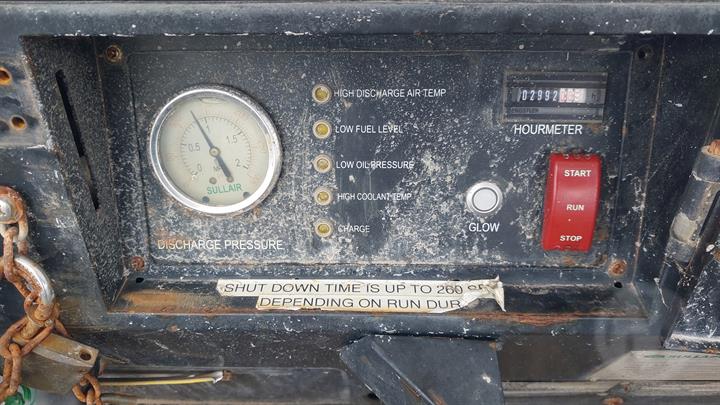 HIGH DISCHARGE AIR TEMP
LOW FUEL LEVEL
LOW OIL PRESSURE
HIGH COOLANT TEMP
CHARGE
0
0.5
1
1.5
2
SULLAIR
DISCHARGE PRESSURE
02992
HOURMETER
GLOW
START
RUN
STOP
SHUT DOWN TIME IS UP TO 260
DEPENDING ON RUN DUR